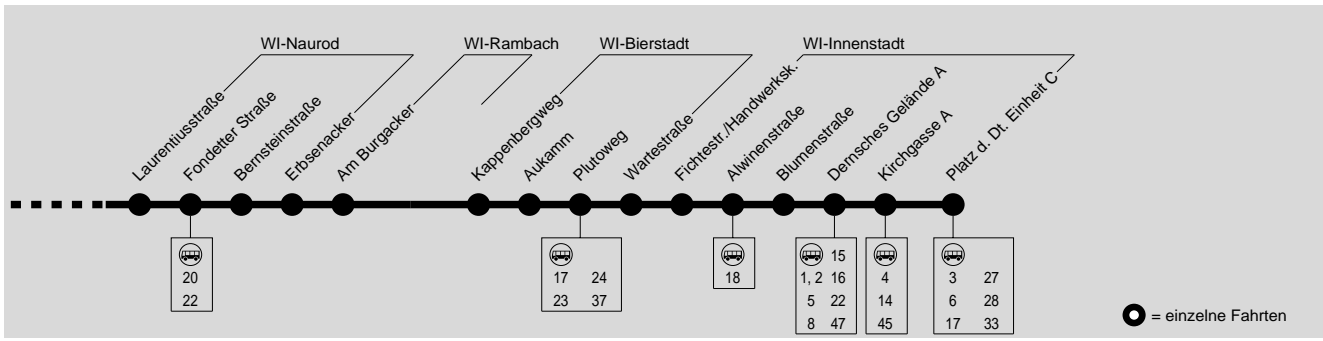 WI-Naurod
WI-Rambach
WI-Bierstadt
WI-Innenstadt
Laurentiusstraße
Fondetter Straße
Bernsteinstraße
Erbsenacker
Am Burgacker
Kappenbergweg
Aukamm
Plutoweg
Wartestraße
Fichtestr./Handwerksk.
Alwinenstraße
Blumenstraße
Dernsches Gelände A
Kirchgasse A
Platz d. Dt. Einheit C
20
22
17 24
23 37
18
15
1, 2 16
5 22
8 47
4
14
45
3 27
6 28
17 33
= einzelne Fahrten